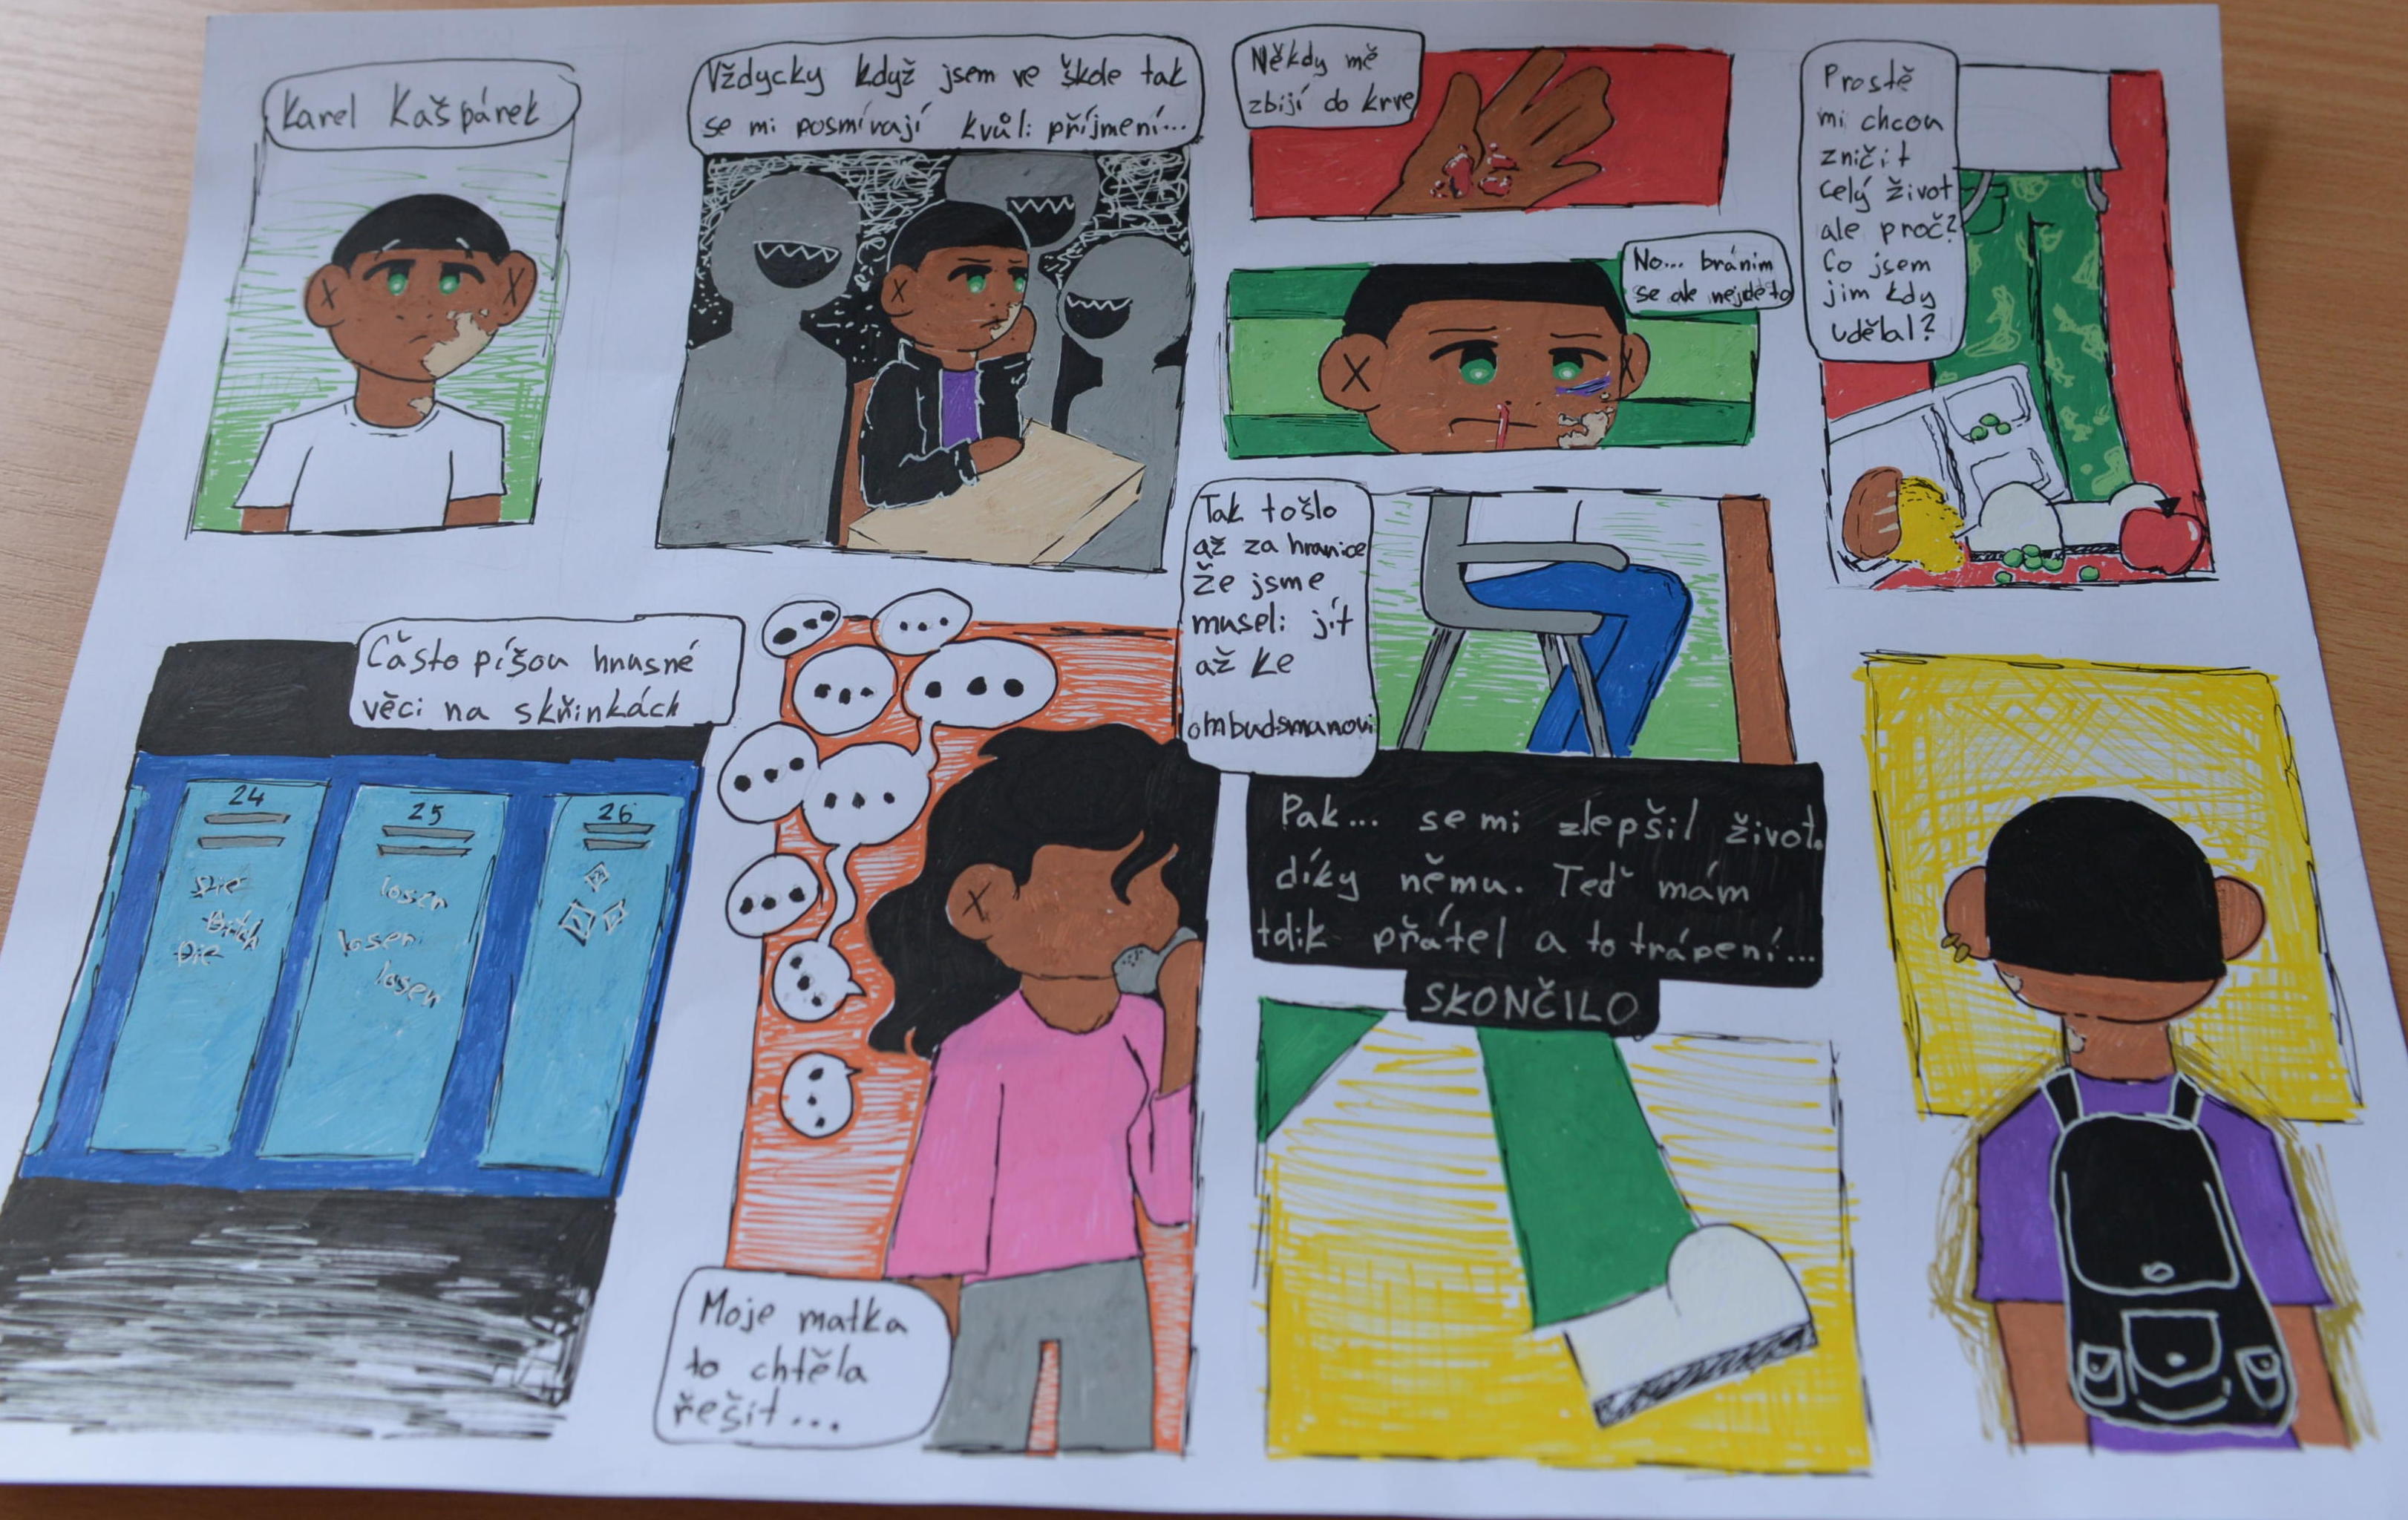 Karel Kašpárek
Vždycky když jsem ve škole tak
se mi posmívají kvůli příjmení...
Někdy mě
zbijí do krve
No... bráním
se ale nejde to
Prostě
mi chcou
zničit
celý život
ale proč?
Co jsem
jim kdy
udělal?
Často píšou hnusné
věci na skřinkách
24
25
26
Die
loser
loser
loser
Moje matka
to chtěla
řešit...
Tak tošlo
až za hranice
že jsme
museli jít
až ke
ombudsmanovi
Pak... se mi zlepšil život.
díky němu. Teď mám
tolik přátel a to trápení...
SKONČILO